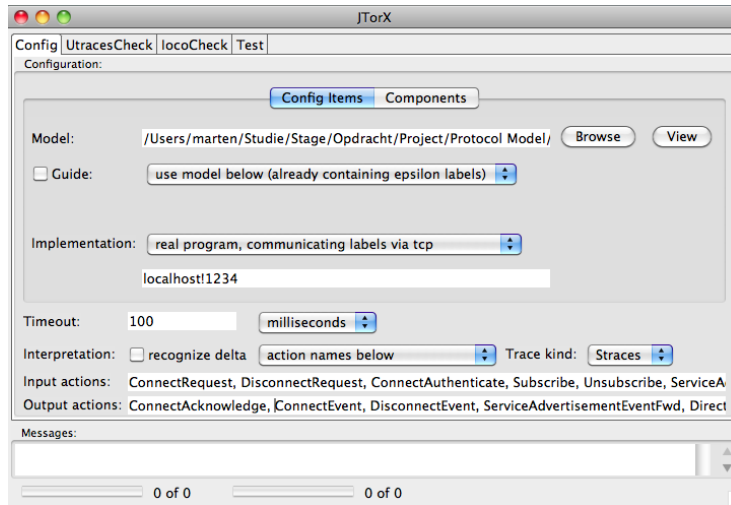 JTorX
Config UtracesCheck IocoCheck Test
Configuration:
Config Items Components
Model: /Users/marten/Studie/Stage/Opdracht/Project/Protocol Model/ Browse View
Guide: use model below (already containing epsilon labels)
Implementation: real program, communicating labels via tcp
localhost!1234
Timeout: 100 milliseconds
Interpretation: recognize delta action names below Trace kind: Straces
Input actions: ConnectRequest, DisconnectRequest, ConnectAuthenticate, Subscribe, Unsubscribe, ServiceA
Output actions: ConnectAcknowledge, ConnectEvent, DisconnectEvent, ServiceAdvertisementEventFwd, Direct
Messages:
0 of 0 0 of 0